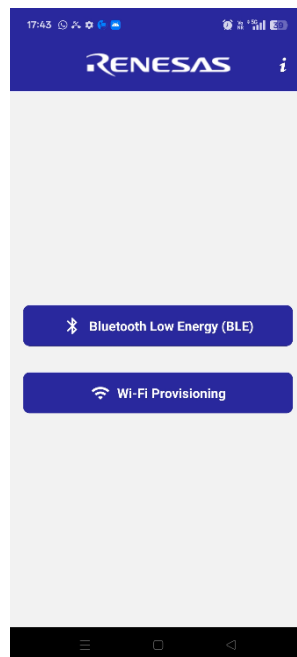 17:43
RENESAS i
Bluetooth Low Energy (BLE)
Wi-Fi Provisioning